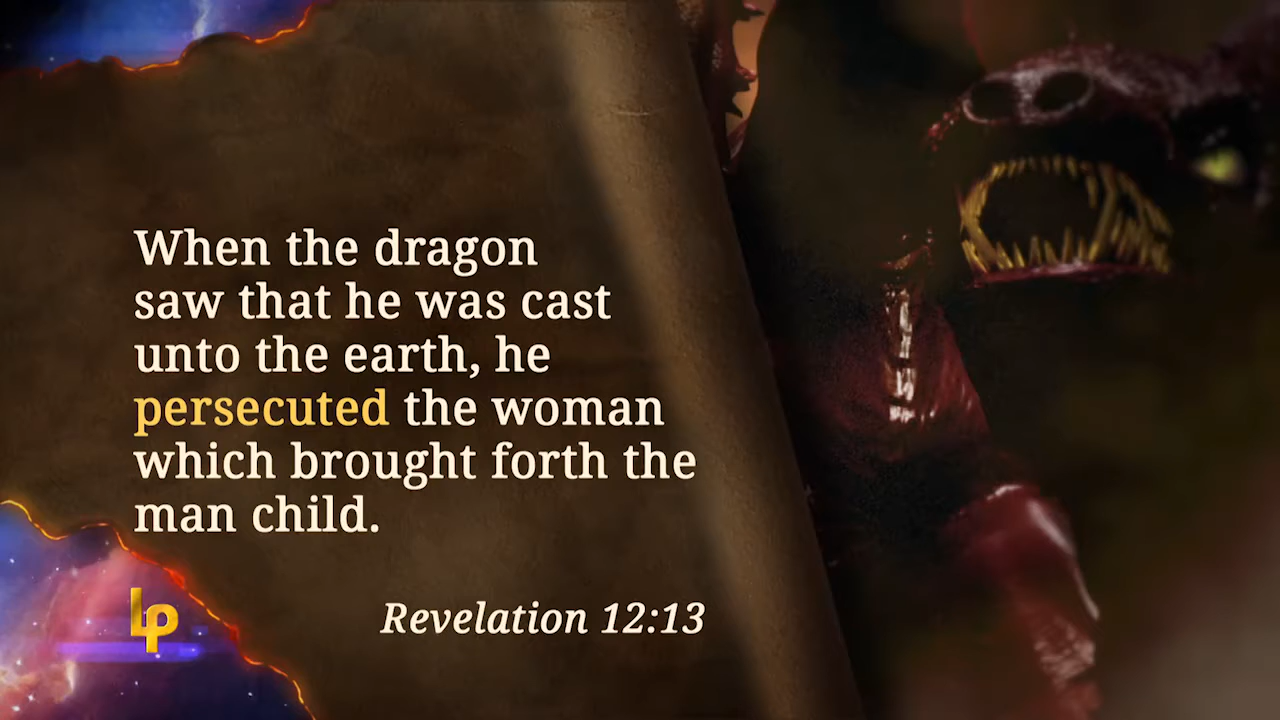 When the dragon
saw that he was cast
unto the earth, he
persecuted the woman
which brought forth the
man child.
Revelation 12:13
LP